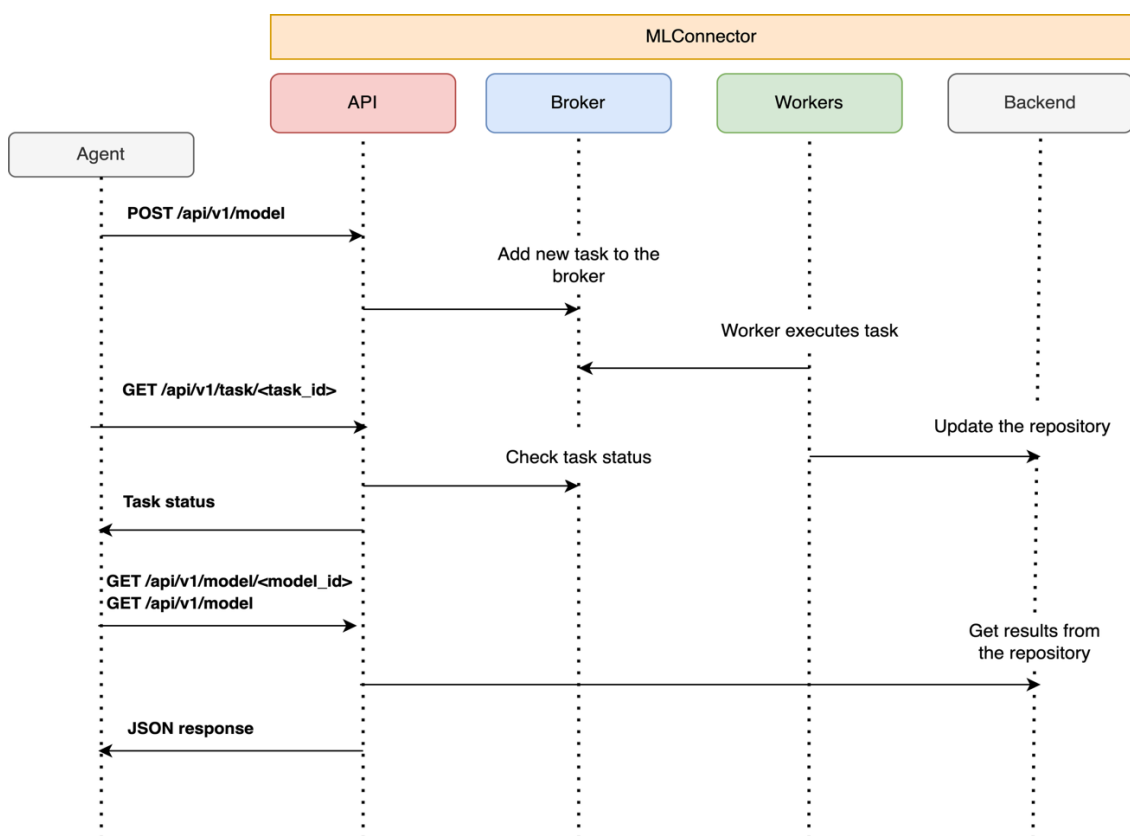 MLConnector
API
Broker
Workers
Backend
Agent
POST /api/v1/model
Add new task to the
broker
Worker executes task
GET /api/v1/task/<task_id>
Update the repository
Check task status
Task status
GET /api/v1/model/<model_id>
GET /api/v1/model
Get results from
the repository
JSON response